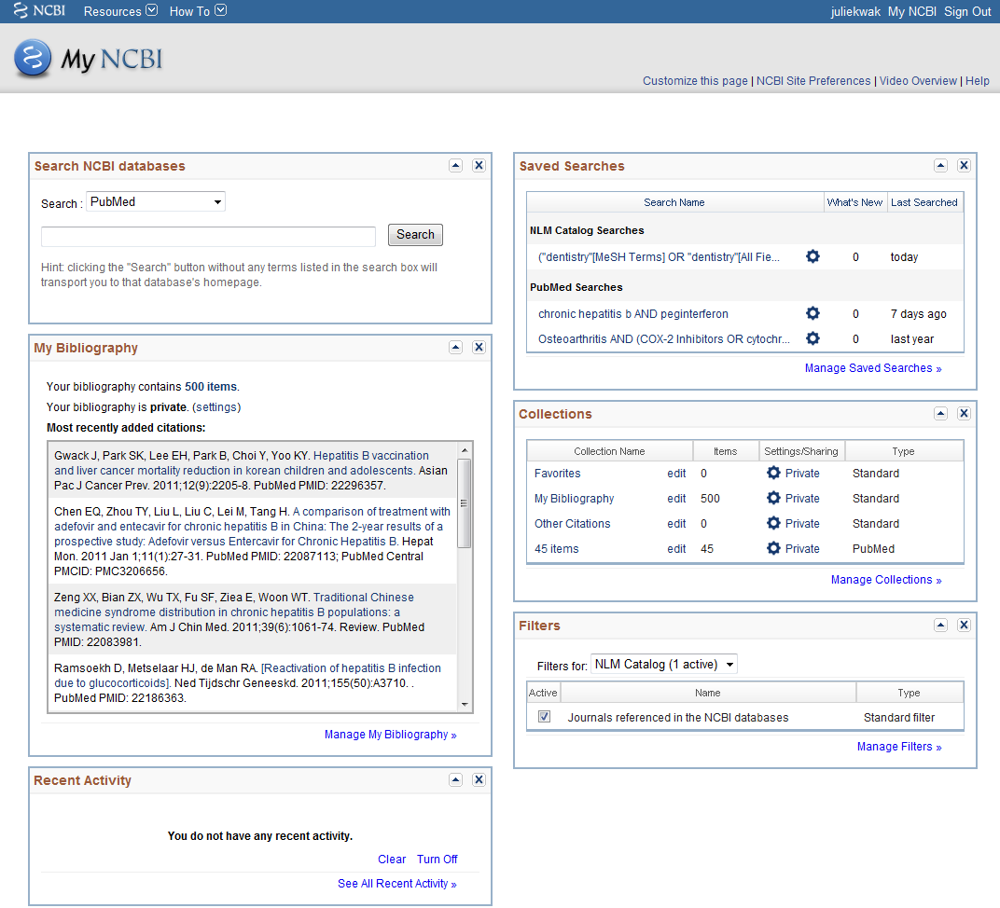 NCBI Resources How To juliekwak My NCBI Sign Out
My NCBI
Customize this page | NCBI Site Preferences | Video Overview | Help
Search NCBI databases
Search : PubMed
Search
Hint: clicking the "Search" button without any terms listed in the search box will
transport you to that database's homepage.
My Bibliography
Your bibliography contains 500 items.
Your bibliography is private. (settings)
Most recently added citations:
Gwack J, Park SK, Lee EH, Park B, Choi Y, Yoo KY. Hepatitis B vaccination
and liver cancer mortality reduction in korean children and adolescents. Asian
Pac J Cancer Prev. 2011;12(9):2205-8. PubMed PMID: 22296357.
Chen EQ, Zhou TY, Liu L, Liu C, Lei M, Tang H. A comparison of treatment with
adefovir and entecavir for chronic hepatitis B in China: The 2-year results of a
prospective study: Adefovir versus Entercavir for Chronic Hepatitis B. Hepat
Mon. 2011 Jan 1;11(1):27-31. PubMed PMID: 22087113; PubMed Central
PMCID: PMC3206656.
Zeng XX, Bian ZX, Wu TX, Fu SF, Ziea E, Woon WT. Traditional Chinese
medicine syndrome distribution in chronic hepatitis B populations: a
systematic review. Am J Chin Med. 2011;39(6):1061-74. Review. PubMed
PMID: 22083981.
Ramsoekh D, Metselaar HJ, de Man RA. [Reactivation of hepatitis B infection
due to glucocorticoids]. Ned Tijdschr Geneeskd. 2011;155(50):A3710. .
PubMed PMID: 22186363.
Manage My Bibliography »
Recent Activity
You do not have any recent activity.
Clear Turn Off
See All Recent Activity »
Saved Searches
Search Name What's New Last Searched
NLM Catalog Searches
("dentistry"[MeSH Terms] OR "dentistry"[All Fie... 0 today
PubMed Searches
chronic hepatitis b AND peginterferon 0 7 days ago
Osteoarthritis AND (COX-2 Inhibitors OR cytochr... 0 last year
Manage Saved Searches »
Collections
Collection Name Items Settings/Sharing Type
Favorites edit 0 Private Standard
My Bibliography edit 500 Private Standard
Other Citations edit 0 Private Standard
45 items edit 45 Private PubMed
Manage Collections »
Filters
Filters for: NLM Catalog (1 active)
Active Name Type
Journals referenced in the NCBI databases Standard filter
Manage Filters »